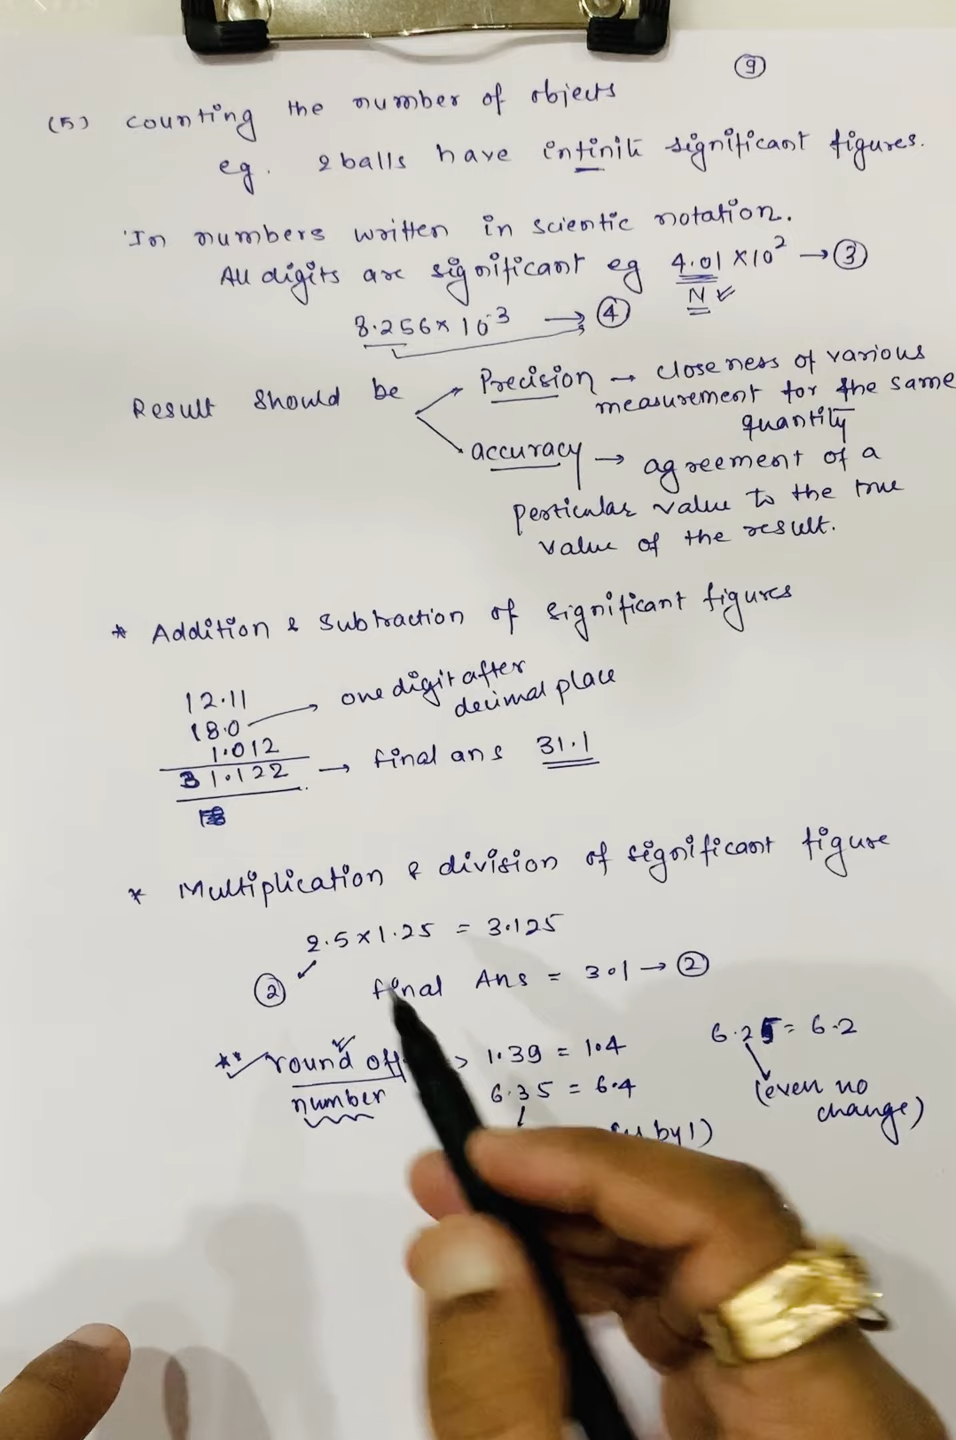 9
(5) counting the number of objects
eg. 2 balls have infinite significant figures.
In numbers written in scientic notation.
All digits are significant eg 4.01 × 10² → 3
N ✓
8.256 × 10⁻³ → 4
Result should be
Precision → closeness of various
measurement for the same
quantity
accuracy → agreement of a
perticular value to the true
value of the result.
* Addition & Subtraction of significant figures
12.11
18.0 → one digit after
decimal place
1.012
31.122 → final ans 31.1
* Multiplication & division of significant figure
2.5 × 1.25 = 3.125
2 final Ans = 3.1 → 2
** round off
number
1.39 = 1.4
6.35 = 6.4
by 1)
6.25 = 6.2
(even no
change)